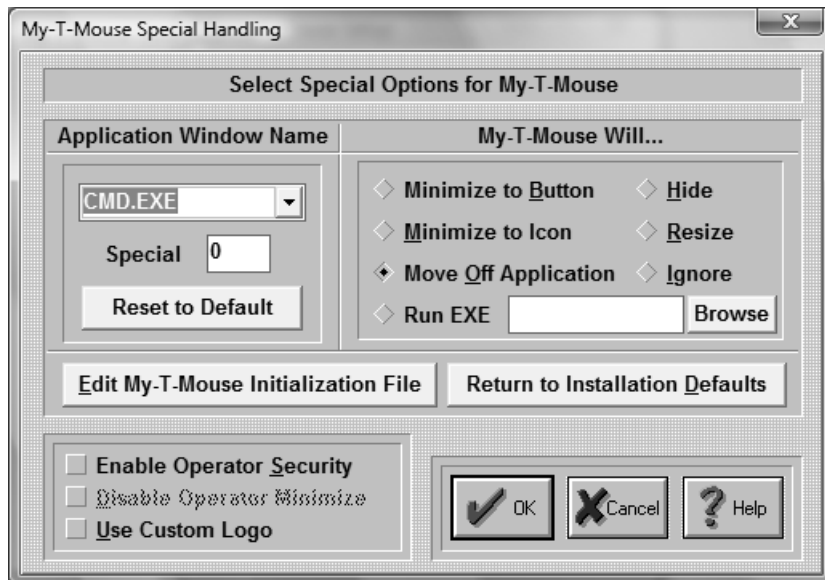 My-T-Mouse Special Handling
X
Select Special Options for My-T-Mouse
Application Window Name
My-T-Mouse Will...
CMD.EXE
Special 0
Reset to Default
Minimize to Button
Hide
Minimize to Icon
Resize
Move Off Application
Ignore
Run EXE
Browse
Edit My-T-Mouse Initialization File
Return to Installation Defaults
Enable Operator Security
Disable Operator Minimize
Use Custom Logo
OK
Cancel
? Help